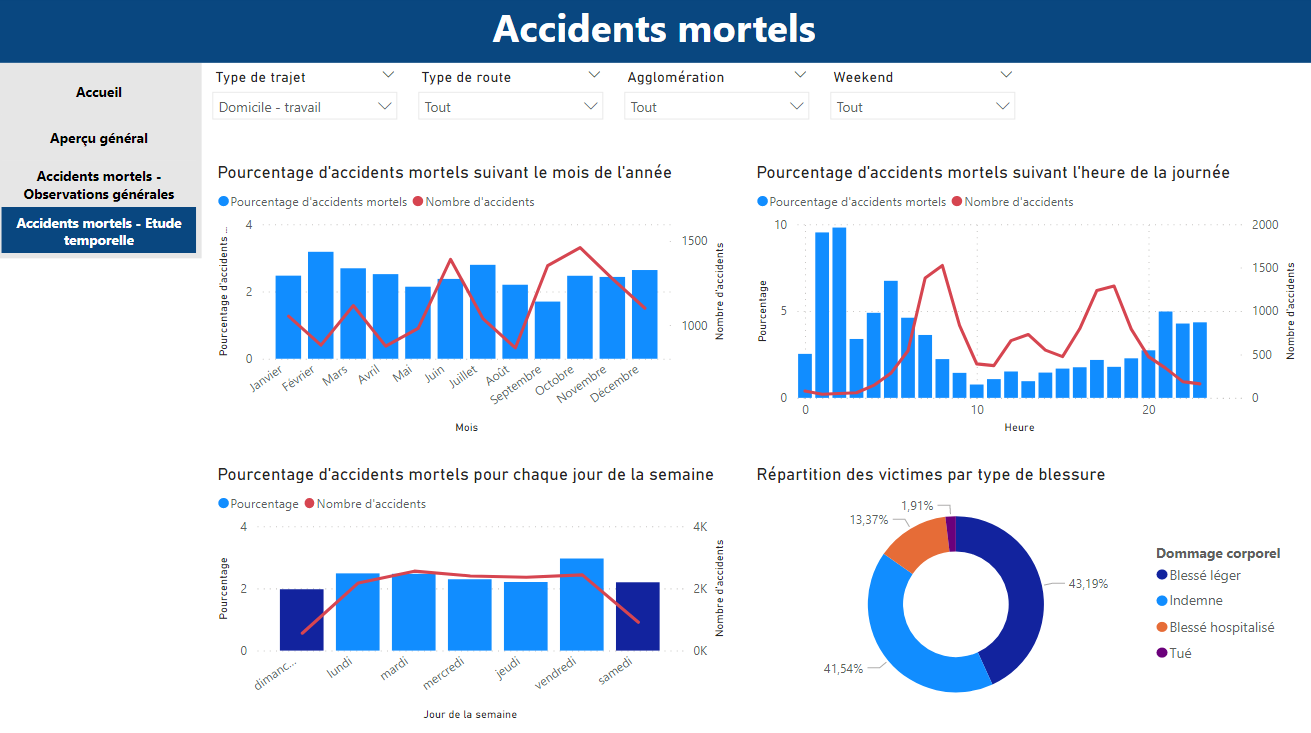 Accidents mortels
Accueil
Aperçu général
Accidents mortels -
Observations générales
Accidents mortels - Etude
temporelle
Type de trajet
Domicile - travail
Type de route
Tout
Agglomération
Tout
Weekend
Tout
Pourcentage d'accidents mortels suivant le mois de l'année
Pourcentage d'accidents mortels Nombre d'accidents
Pourcentage d'accidents ...
4
2
0
1500
1000
Nombre d'accidents
Janvier
Février
Mars
Avril
Mai
Juin
Juillet
Août
Septembre
Octobre
Novembre
Décembre
Mois
Pourcentage d'accidents mortels suivant l'heure de la journée
Pourcentage d'accidents mortels Nombre d'accidents
Pourcentage
10
5
0
2000
1500
1000
500
0
Nombre d'accidents
0 10 20
Heure
Pourcentage d'accidents mortels pour chaque jour de la semaine
Pourcentage Nombre d'accidents
Pourcentage
4
2
0
4K
2K
0K
Nombre d'accidents
dimanc...
lundi
mardi
mercredi
jeudi
vendredi
samedi
Jour de la semaine
Répartition des victimes par type de blessure
1,91%
13,37%
43,19%
41,54%
Dommage corporel
Blessé léger
Indemne
Blessé hospitalisé
Tué